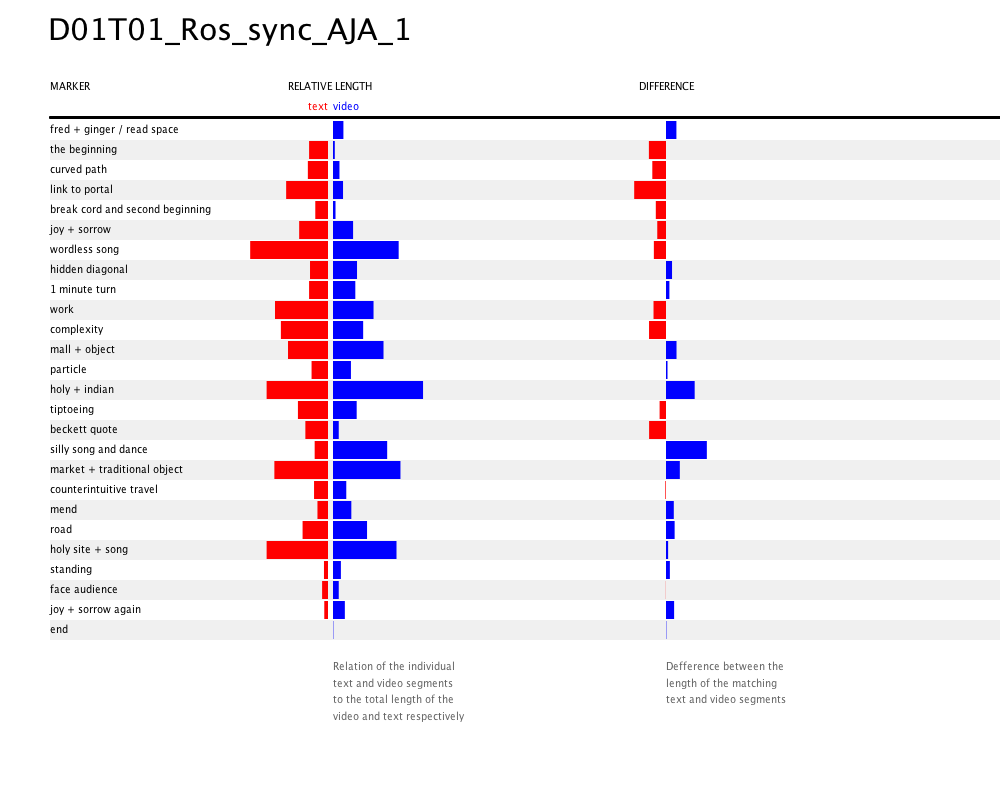 D01T01_Ros_sync_AJA_1
MARKER RELATIVE LENGTH DIFFERENCE
text video
fred + ginger / read space
the beginning
curved path
link to portal
break cord and second beginning
joy + sorrow
wordless song
hidden diagonal
1 minute turn
work
complexity
mall + object
particle
holy + indian
tiptoeing
beckett quote
silly song and dance
market + traditional object
counterintuitive travel
mend
road
holy site + song
standing
face audience
joy + sorrow again
end
Relation of the individual
text and video segments
to the total length of the
video and text respectively
Defference between the
length of the matching
text and video segments